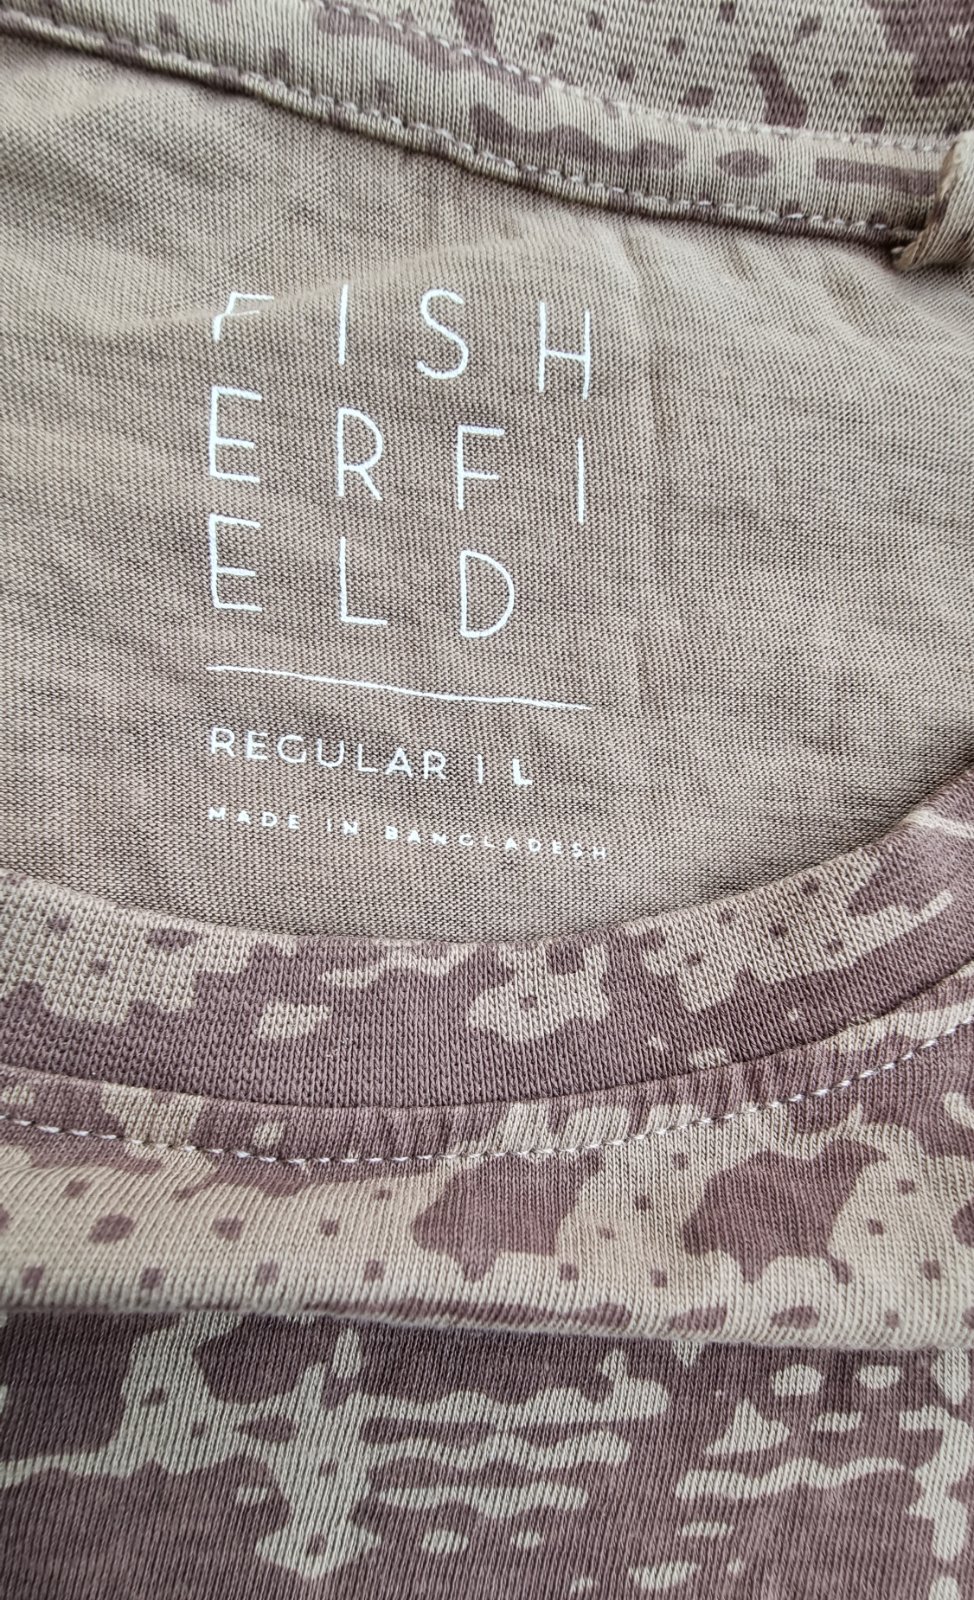 FISH
ERFI
ELD
REGULAR | L
MADE IN BANGLADESH